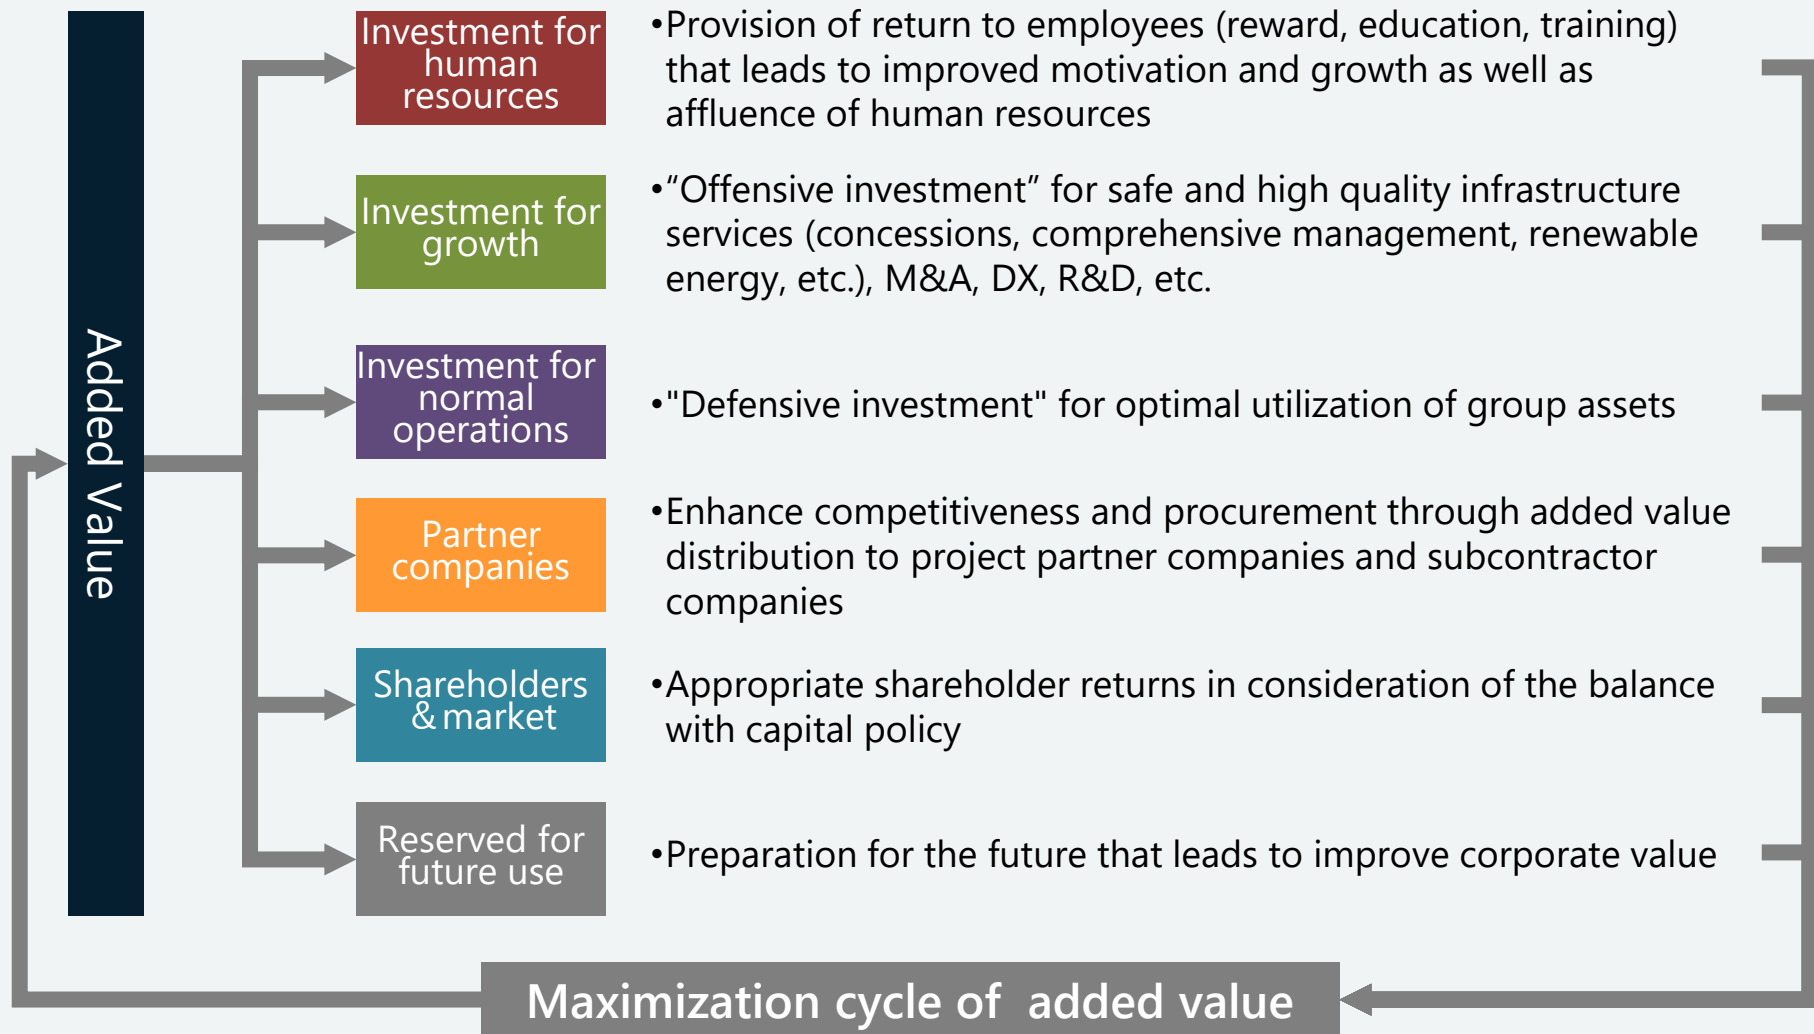 Added Value
Investment for
human
resources
•Provision of return to employees (reward, education, training)
that leads to improved motivation and growth as well as
affluence of human resources
Investment for
growth
•“Offensive investment” for safe and high quality infrastructure
services (concessions, comprehensive management, renewable
energy, etc.), M&A, DX, R&D, etc.
Investment for
normal
operations
•"Defensive investment" for optimal utilization of group assets
Partner
companies
•Enhance competitiveness and procurement through added value
distribution to project partner companies and subcontractor
companies
Shareholders
& market
•Appropriate shareholder returns in consideration of the balance
with capital policy
Reserved for
future use
•Preparation for the future that leads to improve corporate value
Maximization cycle of added value